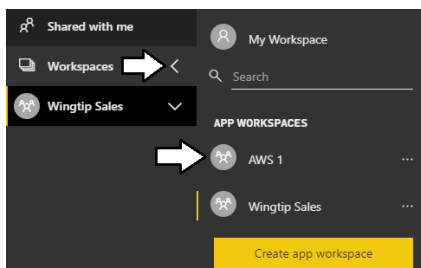 Shared with me
Workspaces
Wingtip Sales
My Workspace
Search
APP WORKSPACES
AWS 1
Wingtip Sales
Create app workspace